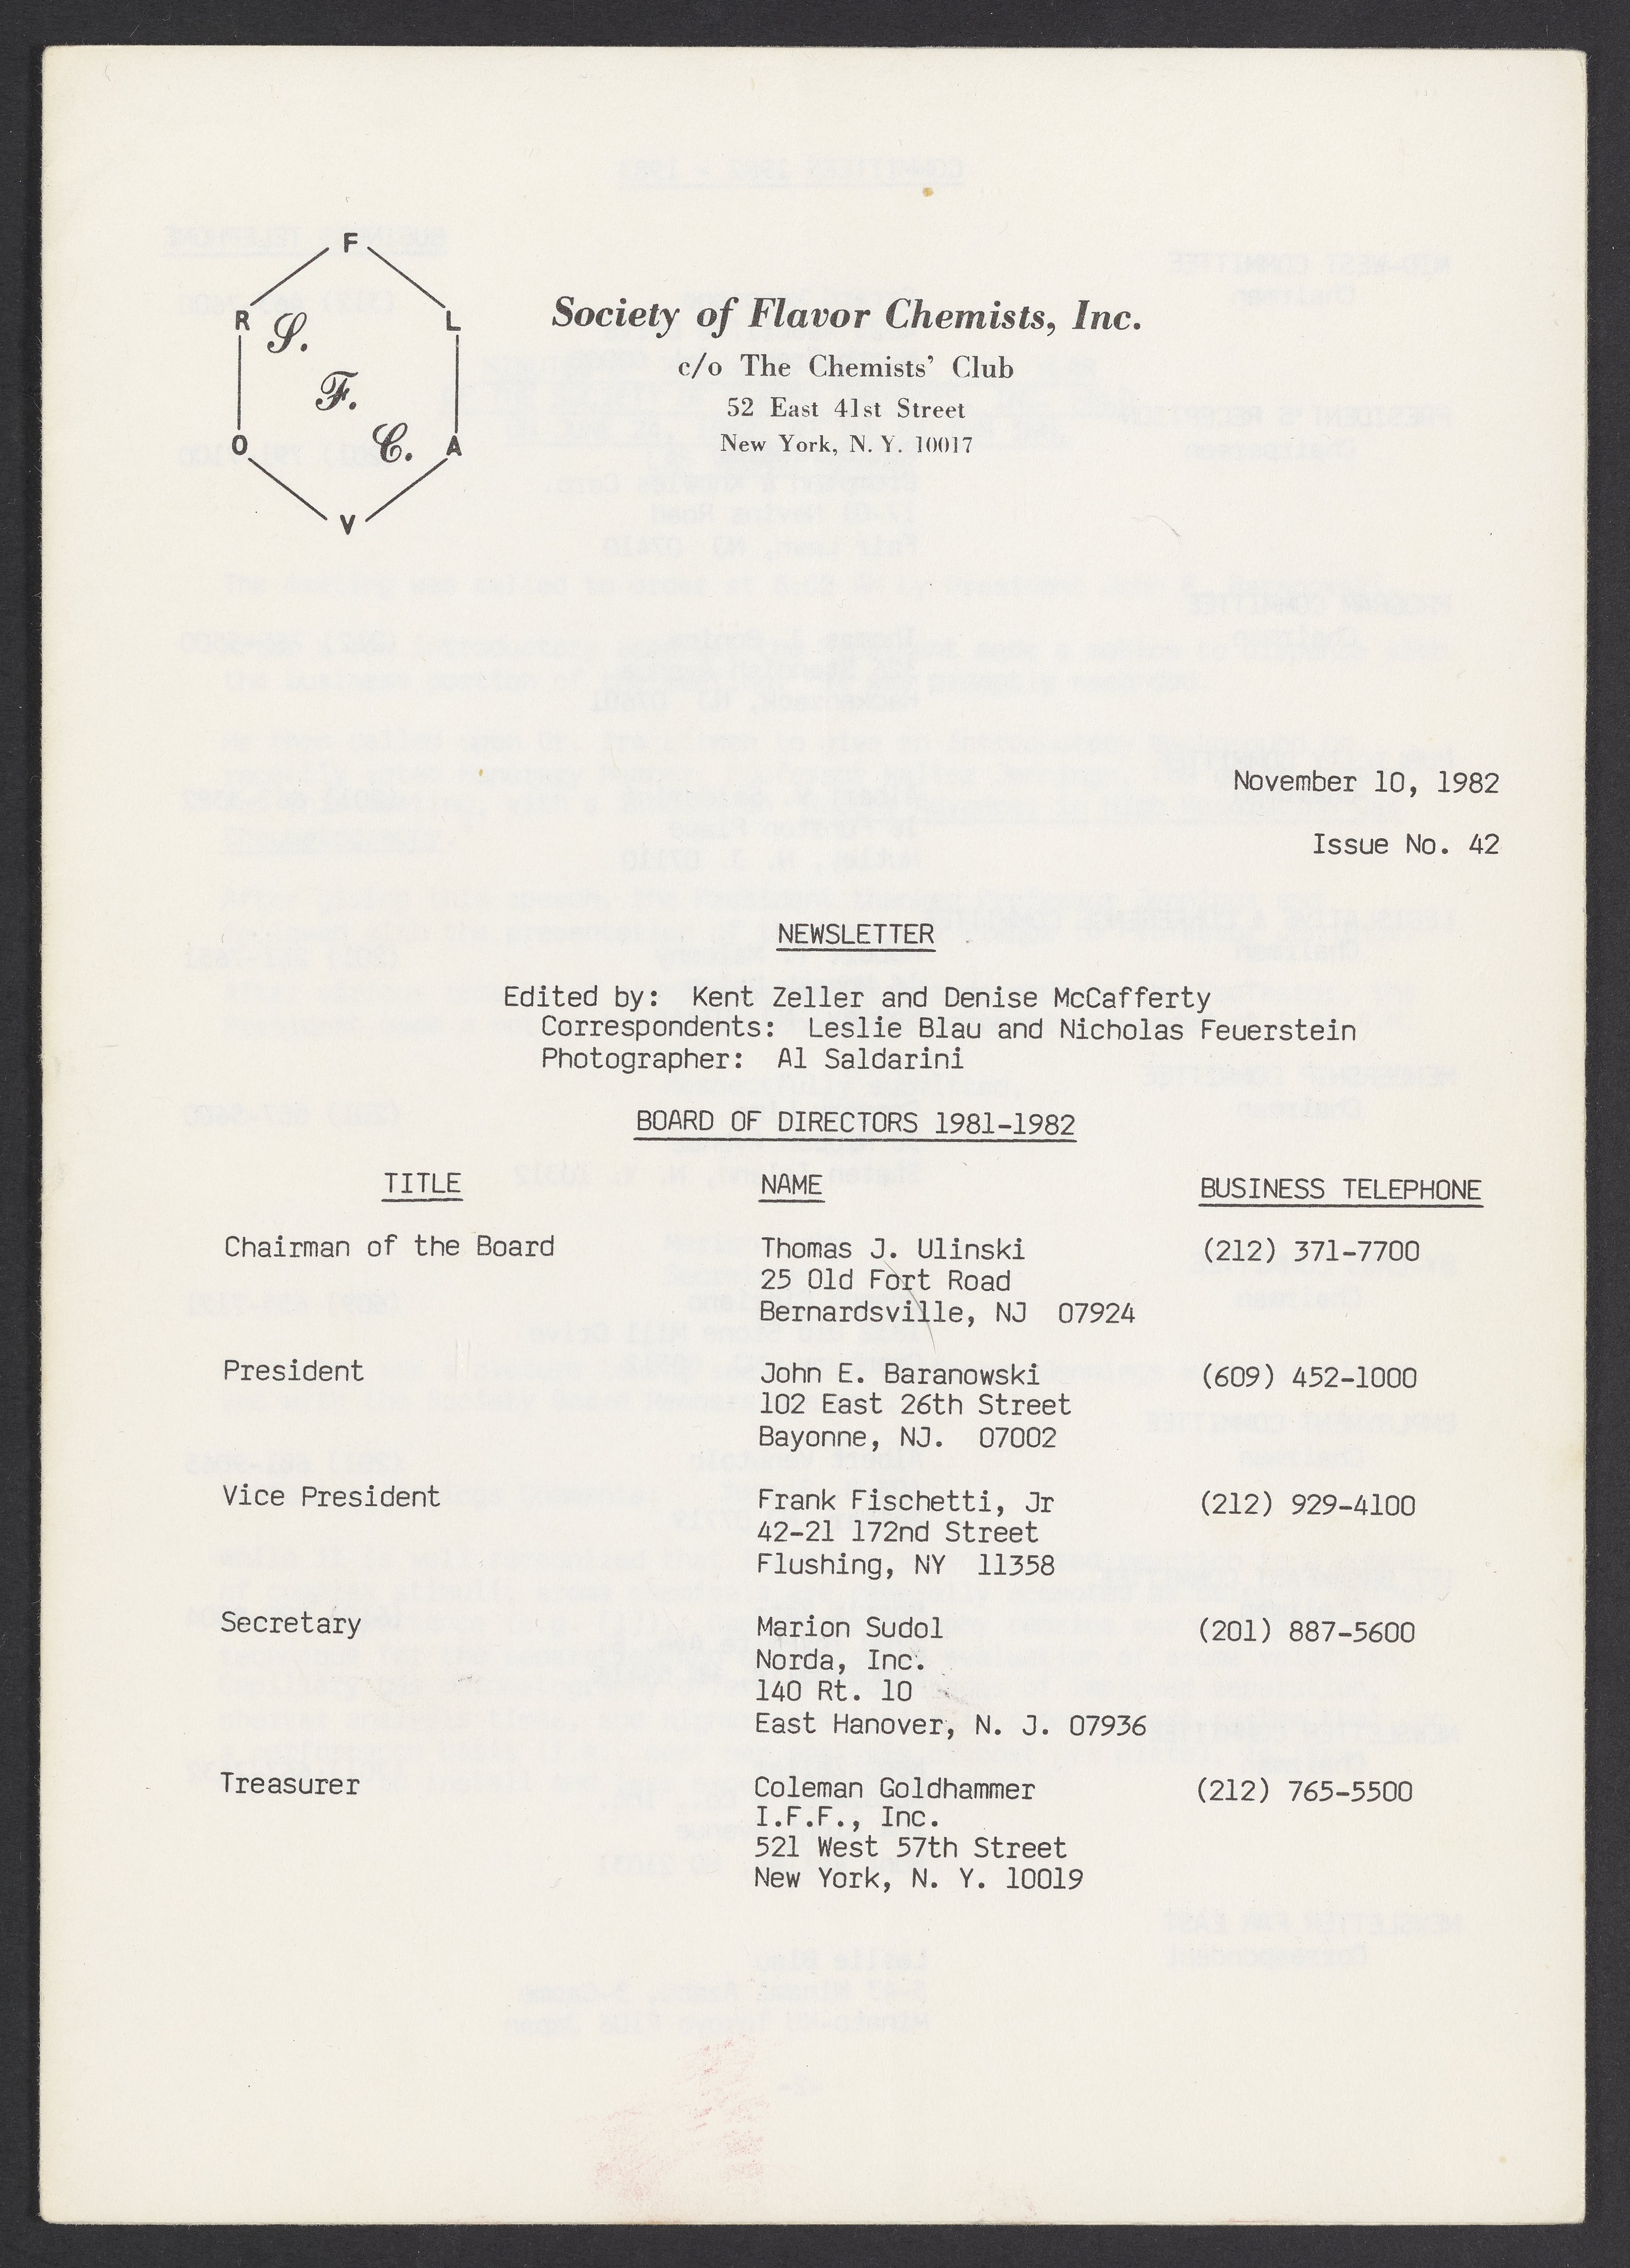 F
R L
S.
F.
C.
O A
V
Society of Flavor Chemists, Inc.
c/o The Chemists' Club
52 East 41st Street
New York, N. Y. 10017
November 10, 1982
Issue No. 42
NEWSLETTER
Edited by: Kent Zeller and Denise McCafferty
Correspondents: Leslie Blau and Nicholas Feuerstein
Photographer: Al Saldarini
BOARD OF DIRECTORS 1981-1982
TITLE NAME BUSINESS TELEPHONE
Chairman of the Board Thomas J. Ulinski (212) 371-7700
25 Old Fort Road
Bernardsville, NJ 07924
President John E. Baranowski (609) 452-1000
102 East 26th Street
Bayonne, NJ. 07002
Vice President Frank Fischetti, Jr (212) 929-4100
42-21 172nd Street
Flushing, NY 11358
Secretary Marion Sudol (201) 887-5600
Norda, Inc.
140 Rt. 10
East Hanover, N. J. 07936
Treasurer Coleman Goldhammer (212) 765-5500
I.F.F., Inc.
521 West 57th Street
New York, N. Y. 10019